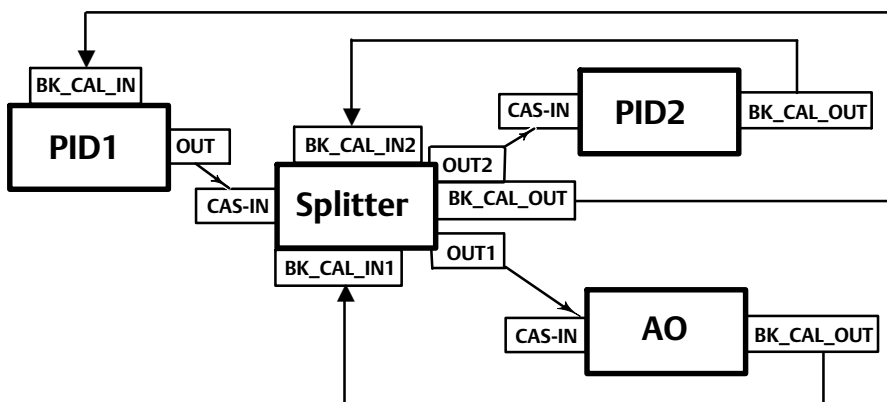 BK_CAL_IN
PID1
OUT
CAS-IN
BK_CAL_IN2
Splitter
OUT2
BK_CAL_OUT
OUT1
BK_CAL_IN1
CAS-IN
PID2
BK_CAL_OUT
CAS-IN
AO
BK_CAL_OUT